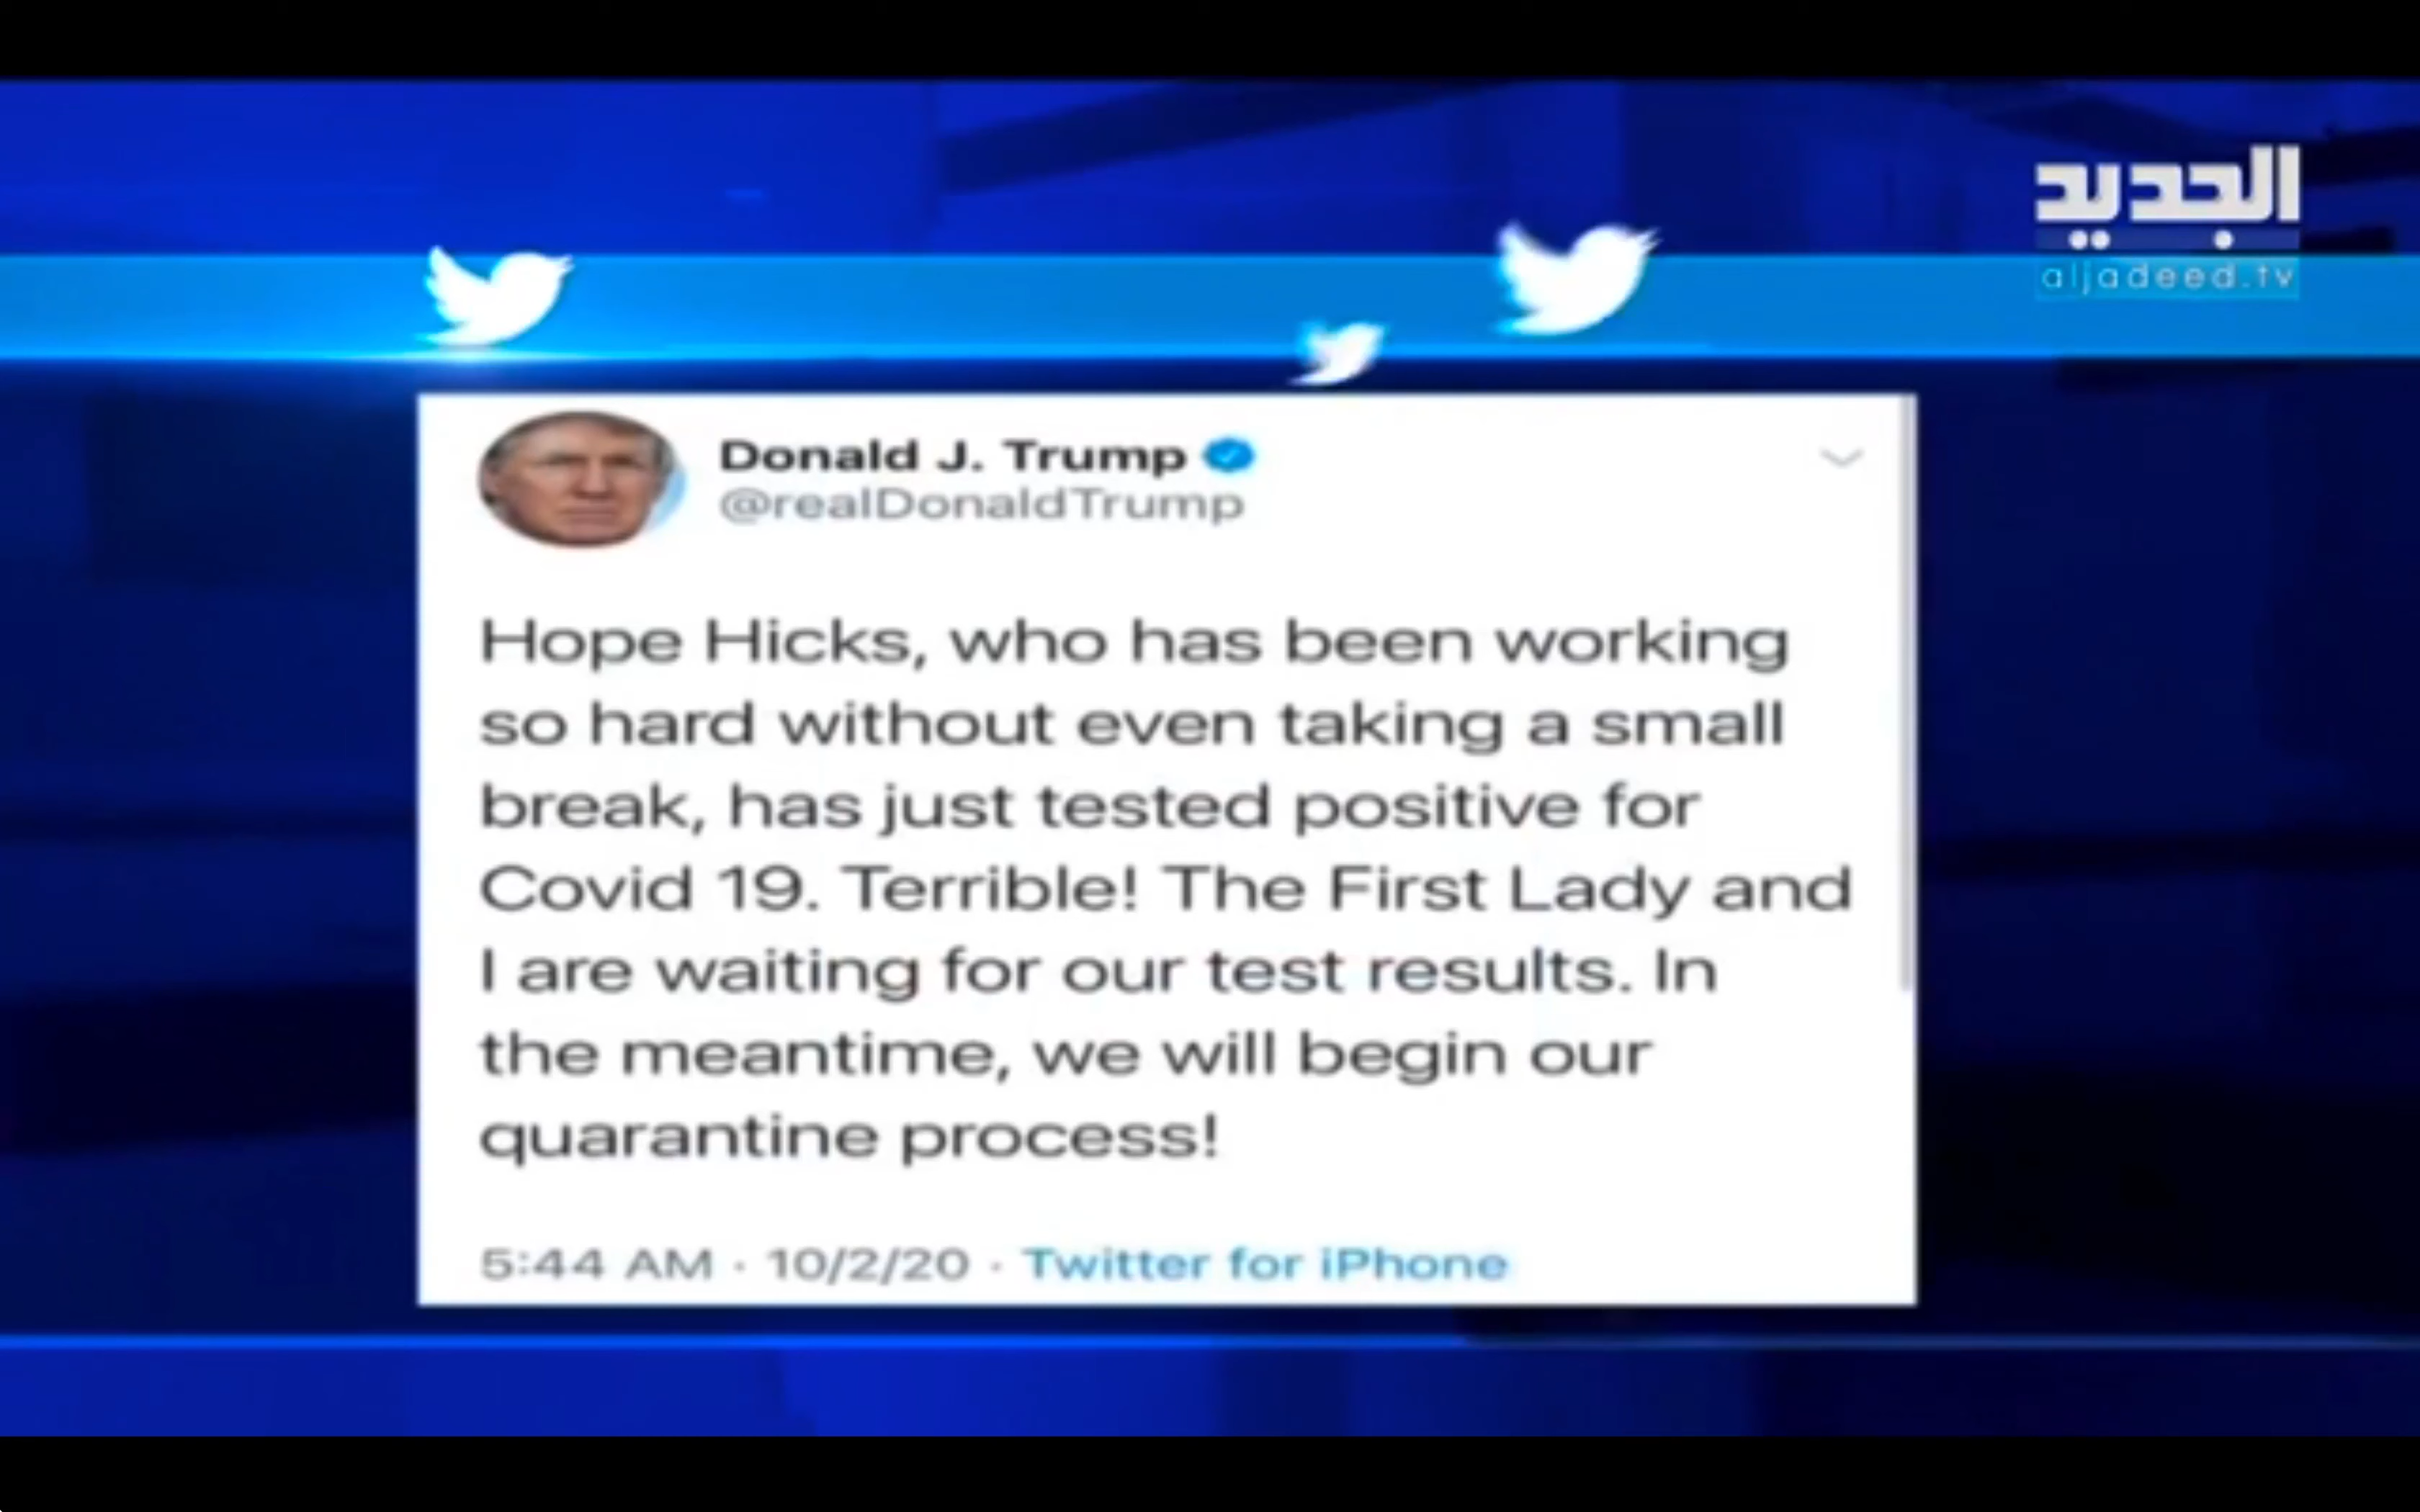 الجديد
aljadeed.tv
Donald J. Trump
@realDonaldTrump
Hope Hicks, who has been working
so hard without even taking a small
break, has just tested positive for
Covid 19. Terrible! The First Lady and
I are waiting for our test results. In
the meantime, we will begin our
quarantine process!
5:44 AM · 10/2/20 · Twitter for iPhone